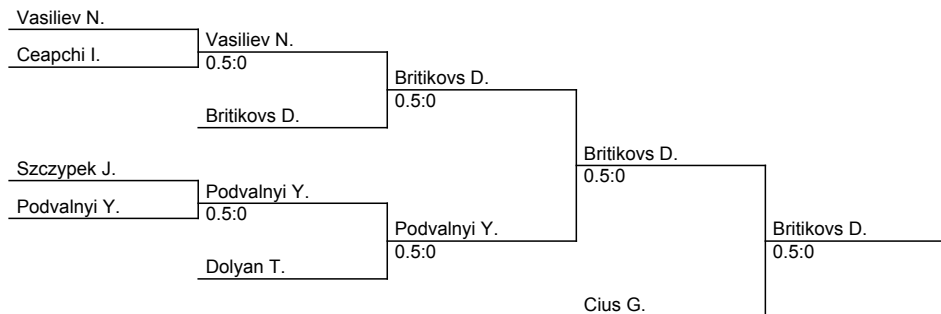 Vasiliev N.
Ceapchi I.
Vasiliev N.
0.5:0
Britikovs D.
Britikovs D.
0.5:0
Szczypek J.
Podvalnyi Y.
Podvalnyi Y.
0.5:0
Dolyan T.
Podvalnyi Y.
0.5:0
Britikovs D.
0.5:0
Cius G.
Britikovs D.
0.5:0